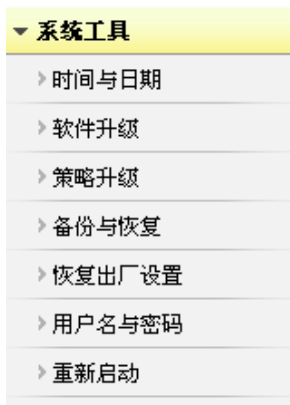 系统工具
时间与日期
软件升级
策略升级
备份与恢复
恢复出厂设置
用户名与密码
重新启动